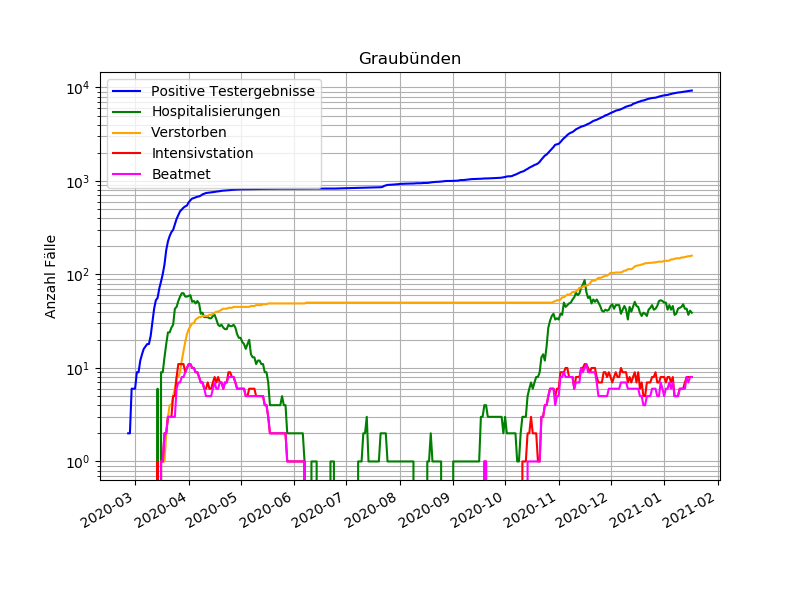 Graubünden
Anzahl Fälle
10^4
10^3
10^2
10^1
10^0
Positive Testergebnisse
Hospitalisierungen
Verstorben
Intensivstation
Beatmet
2020-03
2020-04
2020-05
2020-06
2020-07
2020-08
2020-09
2020-10
2020-11
2020-12
2021-01
2021-02